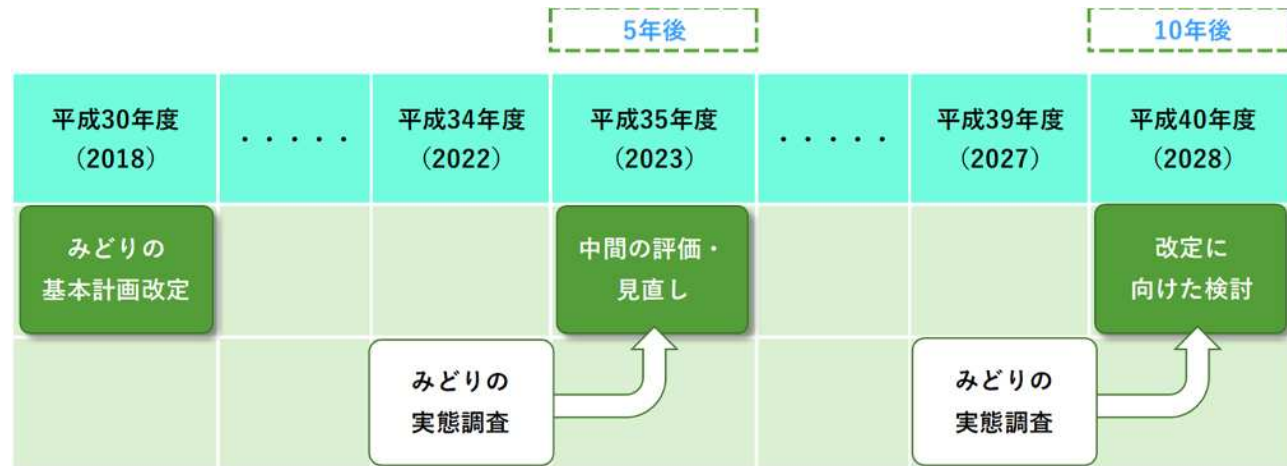 5年後
10年後
平成30年度
（2018）
・・・・・
平成34年度
（2022）
平成35年度
（2023）
・・・・・
平成39年度
（2027）
平成40年度
（2028）
みどりの
基本計画改定
中間の評価・
見直し
改定に
向けた検討
みどりの
実態調査
みどりの
実態調査